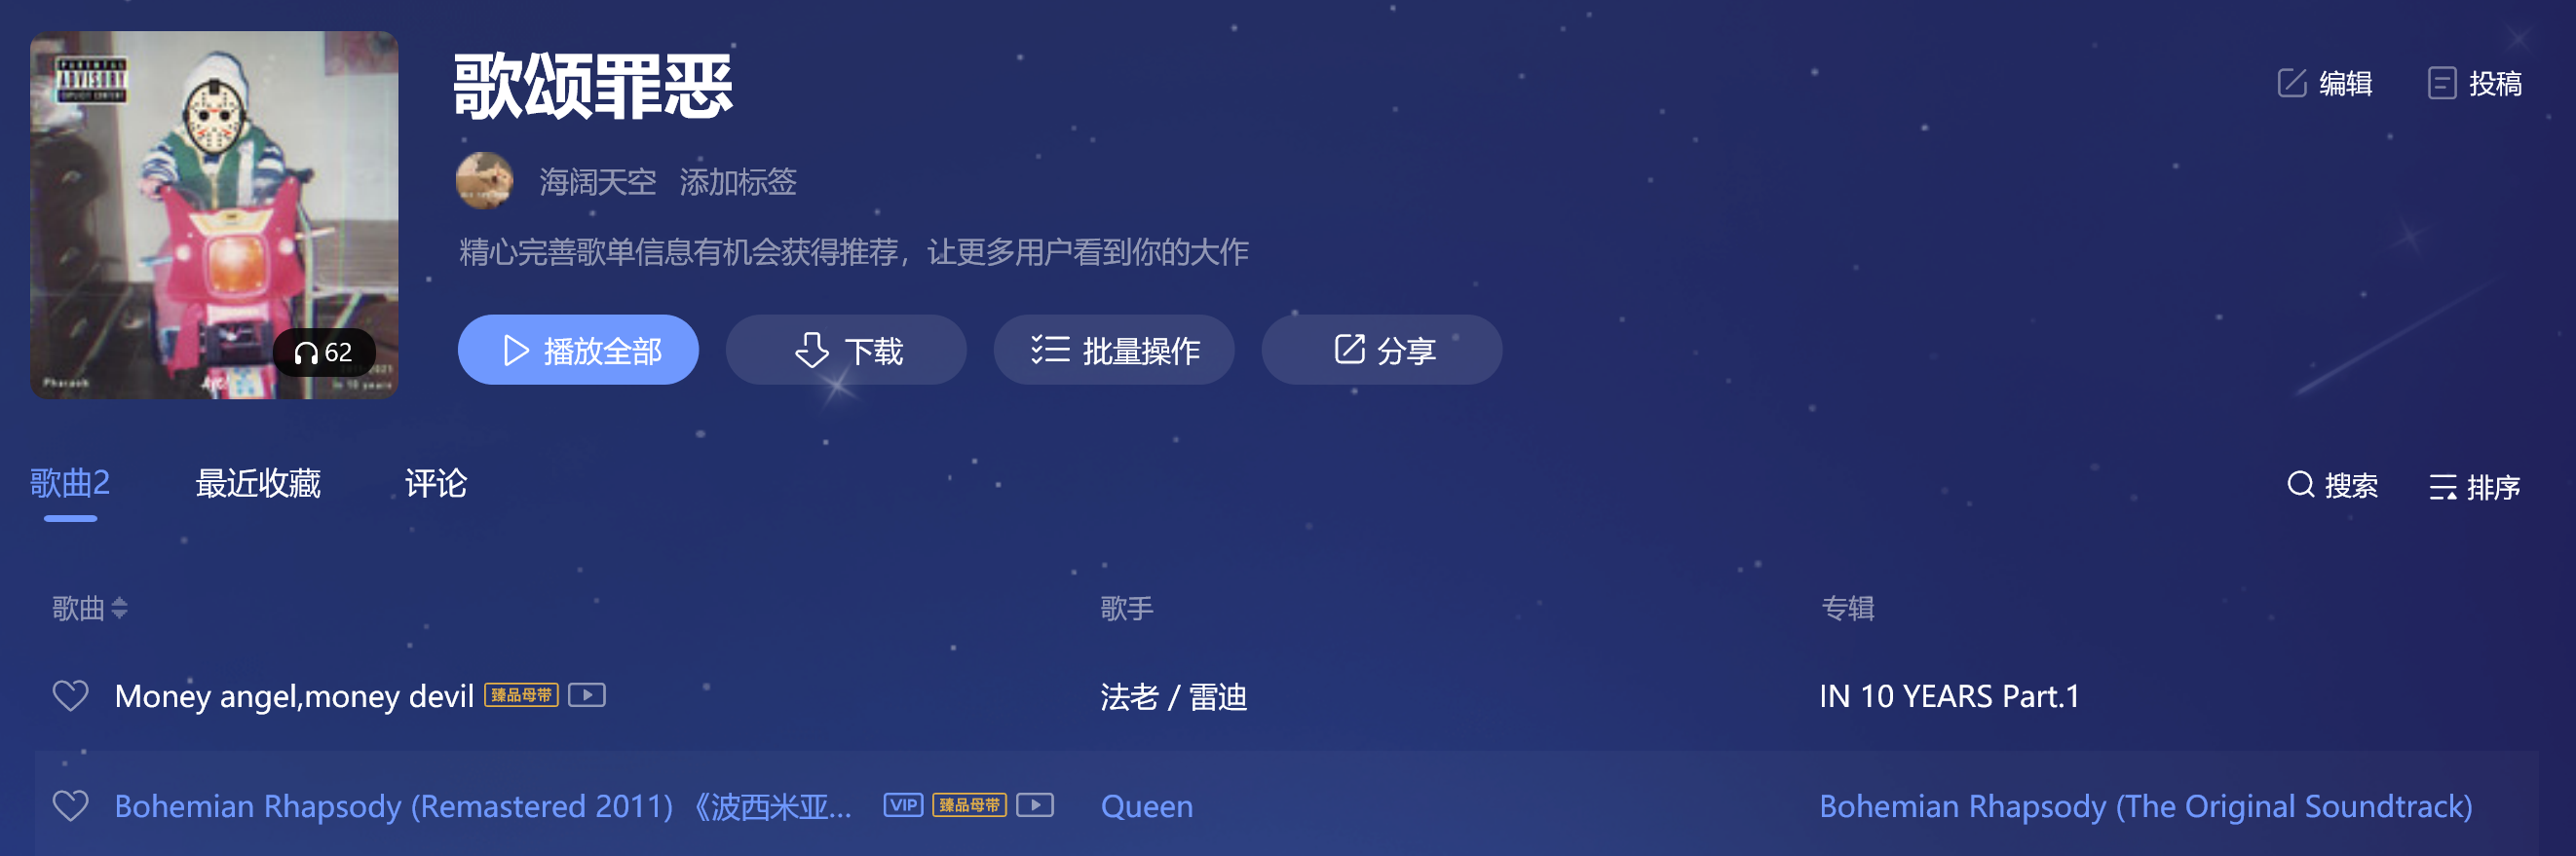 PARENTAL
ADVISORY
EXPLICIT CONTENT
歌颂罪恶
编辑
投稿
海阔天空 添加标签
精心完善歌单信息有机会获得推荐，让更多用户看到你的大作
62
Pharaoh
In 10 years
播放全部
下载
批量操作
分享
歌曲2
最近收藏
评论
搜索
排序
歌曲
歌手
专辑
Money angel,money devil 臻品母带
法老 / 雷迪
IN 10 YEARS Part.1
Bohemian Rhapsody (Remastered 2011) 《波西米亚... VIP 臻品母带
Queen
Bohemian Rhapsody (The Original Soundtrack)